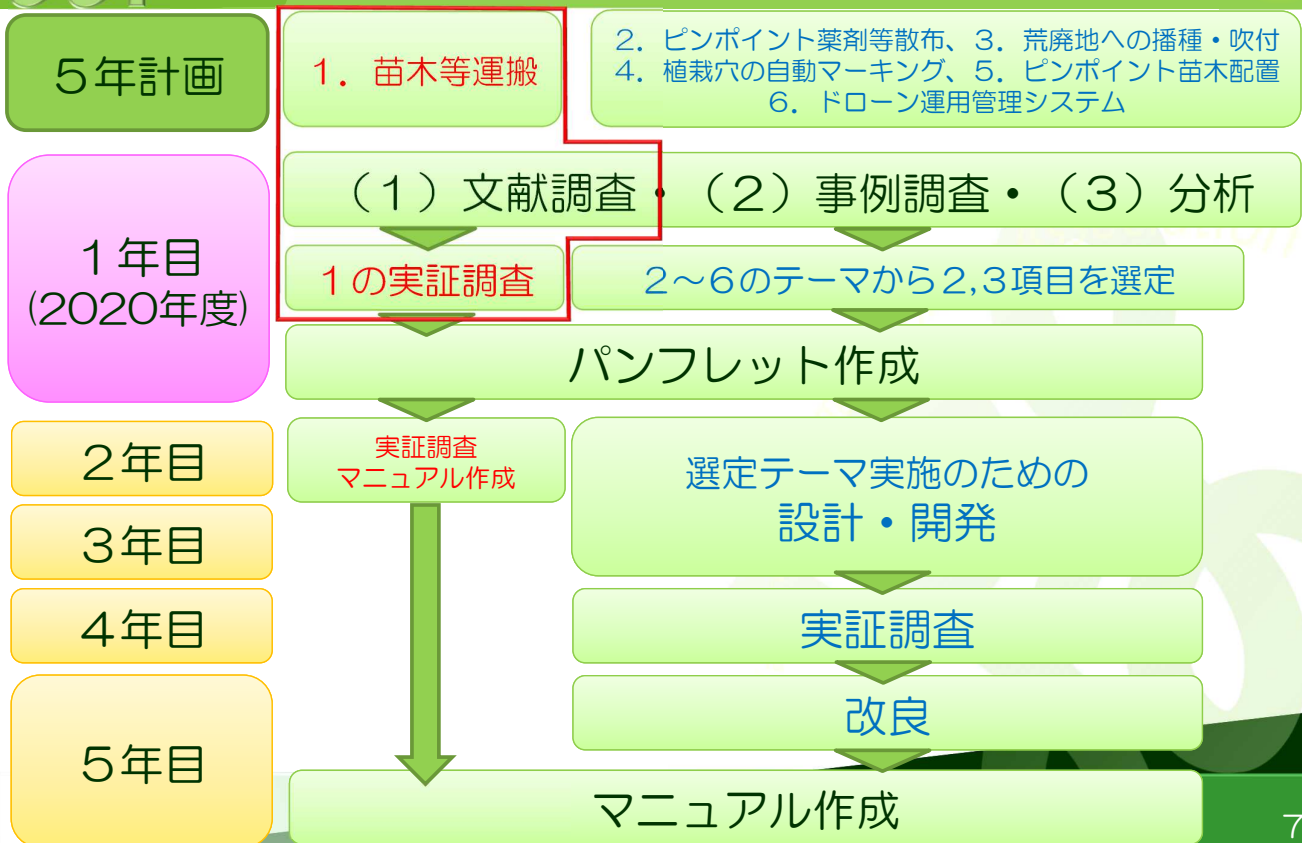 5年計画
1．苗木等運搬
2．ピンポイント薬剤等散布、3．荒廃地への播種・吹付
4．植栽穴の自動マーキング、5．ピンポイント苗木配置
6．ドローン運用管理システム
1年目
(2020年度)
（1）文献調査・（2）事例調査・（3）分析
1の実証調査
2～6のテーマから2,3項目を選定
パンフレット作成
2年目
実証調査
マニュアル作成
選定テーマ実施のための
設計・開発
3年目
4年目
実証調査
改良
5年目
マニュアル作成
7